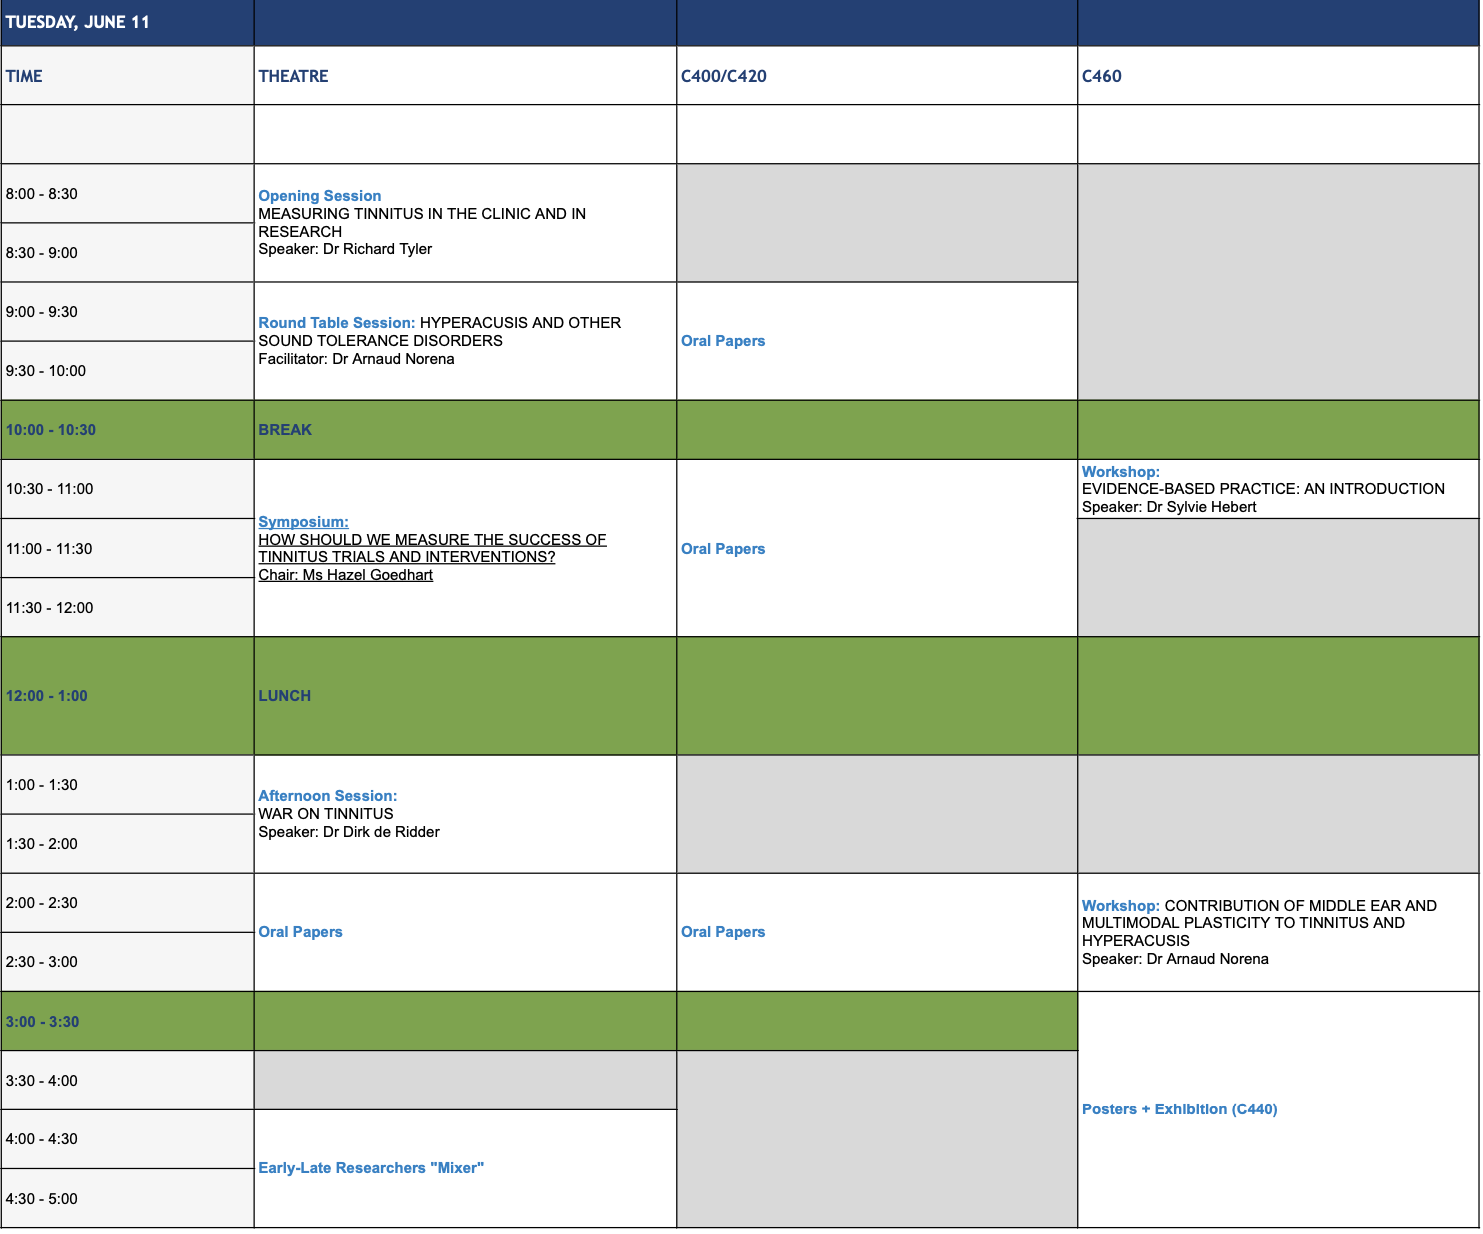 TUESDAY, JUNE 11
TIME
THEATRE
C400/C420
C460
8:00 - 8:30
Opening Session
MEASURING TINNITUS IN THE CLINIC AND IN
RESEARCH
Speaker: Dr Richard Tyler
8:30 - 9:00
9:00 - 9:30
Round Table Session: HYPERACUSIS AND OTHER
SOUND TOLERANCE DISORDERS
Facilitator: Dr Arnaud Norena
Oral Papers
9:30 - 10:00
10:00 - 10:30
BREAK
10:30 - 11:00
Symposium:
HOW SHOULD WE MEASURE THE SUCCESS OF
TINNITUS TRIALS AND INTERVENTIONS?
Chair: Ms Hazel Goedhart
Oral Papers
Workshop:
EVIDENCE-BASED PRACTICE: AN INTRODUCTION
Speaker: Dr Sylvie Hebert
11:00 - 11:30
11:30 - 12:00
12:00 - 1:00
LUNCH
1:00 - 1:30
Afternoon Session:
WAR ON TINNITUS
Speaker: Dr Dirk de Ridder
1:30 - 2:00
2:00 - 2:30
Oral Papers
Oral Papers
Workshop: CONTRIBUTION OF MIDDLE EAR AND
MULTIMODAL PLASTICITY TO TINNITUS AND
HYPERACUSIS
Speaker: Dr Arnaud Norena
2:30 - 3:00
3:00 - 3:30
Posters + Exhibition (C440)
3:30 - 4:00
4:00 - 4:30
Early-Late Researchers "Mixer"
4:30 - 5:00